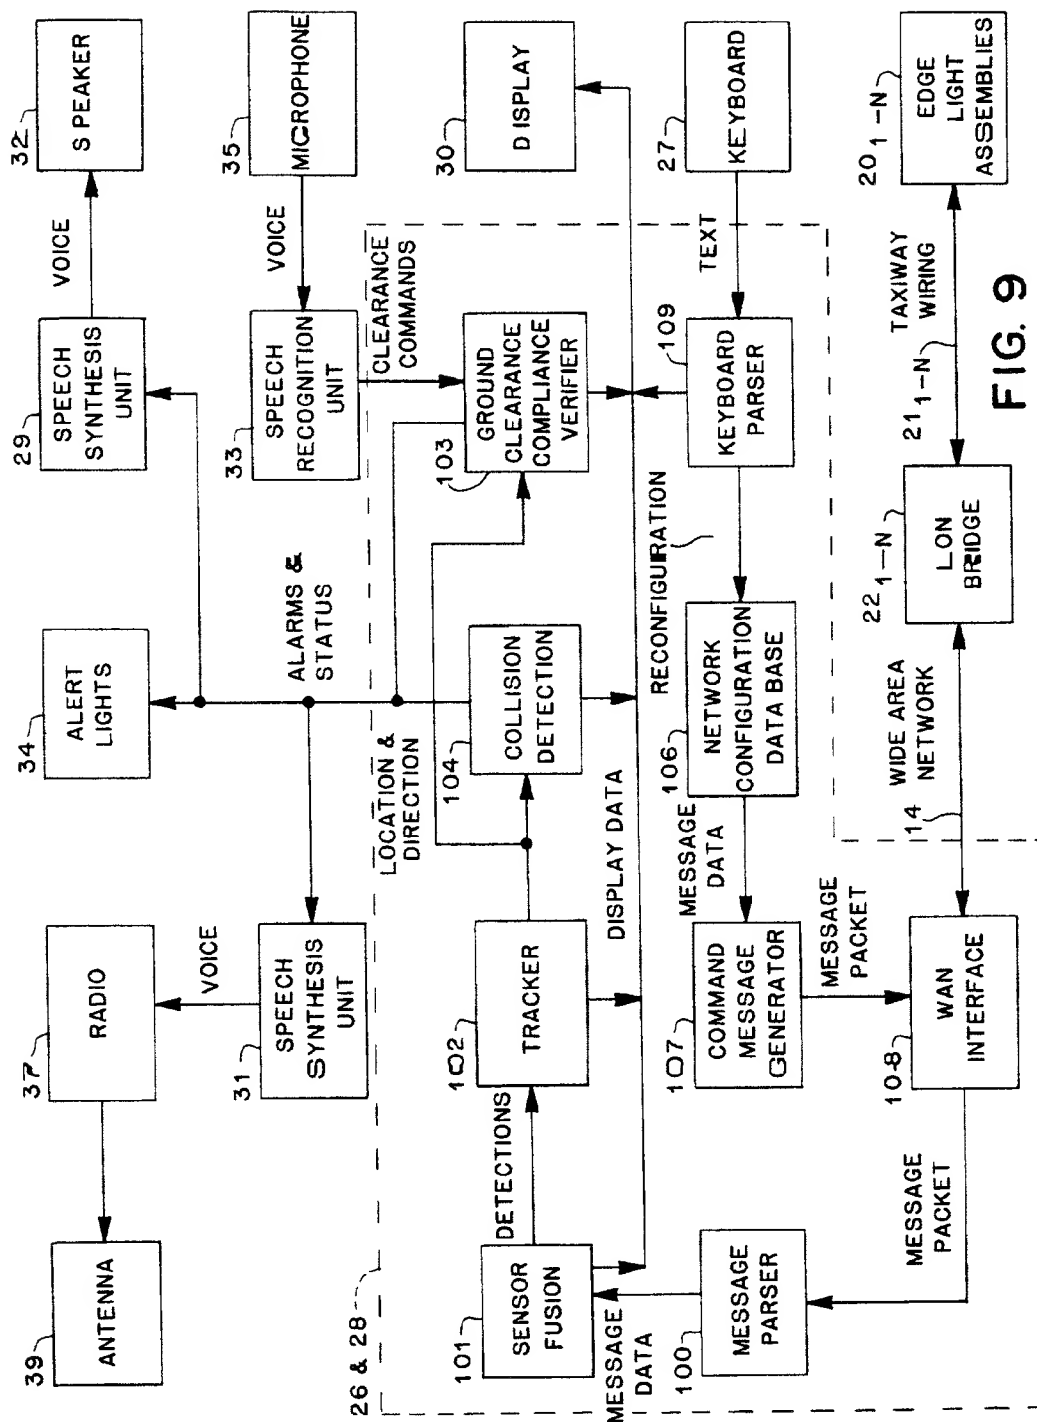 39
ANTENNA
37
RADIO
VOICE
31
SPEECH
SYNTHESIS
UNIT
34
ALERT
LIGHTS
ALARMS &
STATUS
29
SPEECH
SYNTHESIS
UNIT
VOICE
32
SPEAKER
33
SPEECH
RECOGNITION
UNIT
VOICE
35
MICROPHONE
CLEARANCE
COMMANDS
26 & 28
LOCATION &
DIRECTION
101
SENSOR
FUSION
DETECTIONS
102
TRACKER
104
COLLISION
DETECTION
103
GROUND
CLEARANCE
COMPLIANCE
VERIFIER
30
DISPLAY
DISPLAY DATA
MESSAGE
DATA
100
MESSAGE
PARSER
107
COMMAND
MESSAGE
GENERATOR
MESSAGE
DATA
106
NETWORK
CONFIGURATION
DATA BASE
RECONFIGURATION
109
KEYBOARD
PARSER
TEXT
27
KEYBOARD
MESSAGE
PACKET
MESSAGE
PACKET
108
WAN
INTERFACE
14
WIDE AREA
NETWORK
22 1-N
LON
BRIDGE
21 1-N
TAXIWAY
WIRING
20 1-N
EDGE
LIGHT
ASSEMBLIES
FIG. 9